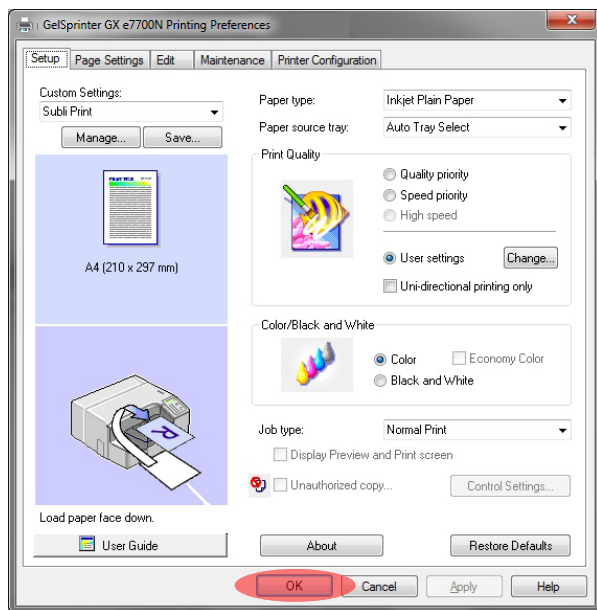 GelSprinter GX e7700N Printing Preferences
Setup Page Settings Edit Maintenance Printer Configuration
Custom Settings:
Subli Print
Manage... Save...
A4 (210 x 297 mm)
R
Load paper face down.
User Guide
Paper type: Inkjet Plain Paper
Paper source tray: Auto Tray Select
Print Quality
Quality priority
Speed priority
High speed
User settings Change...
Uni-directional printing only
Color/Black and White
Color Economy Color
Black and White
Job type: Normal Print
Display Preview and Print screen
Unauthorized copy... Control Settings...
About Restore Defaults
OK Cancel Apply Help